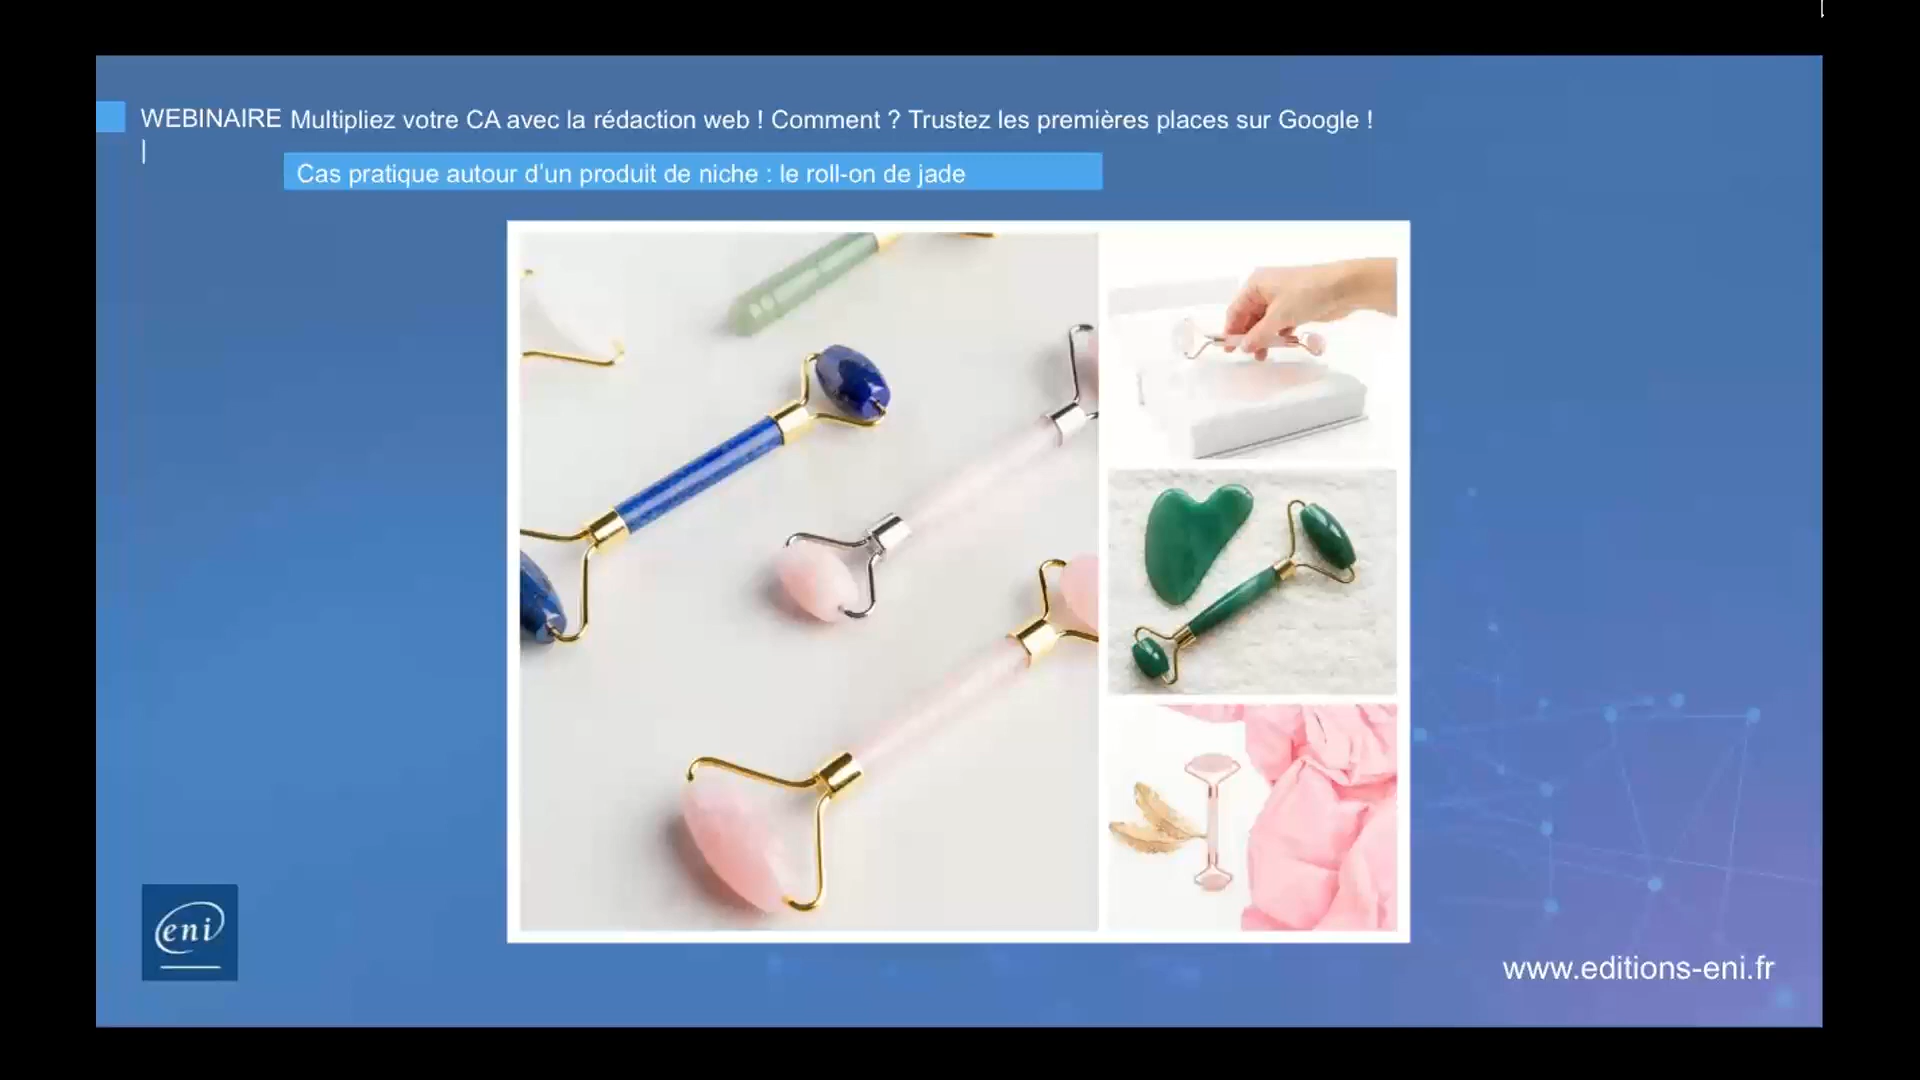 WEBINAIRE Multipliez votre CA avec la rédaction web ! Comment ? Trustez les premières places sur Google !
Cas pratique autour d'un produit de niche : le roll-on de jade
eni
www.editions-eni.fr